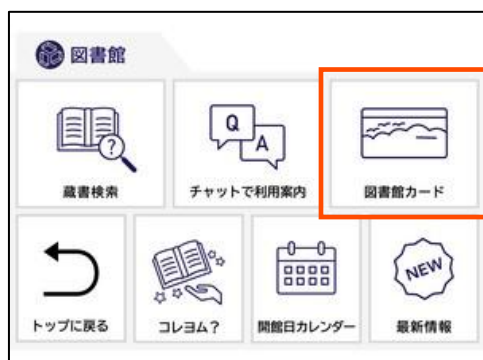 図書館
?
蔵書検索
Q
A
チャットで利用案内
図書館カード
トップに戻る
コレヨム？
開館日カレンダー
NEW
最新情報